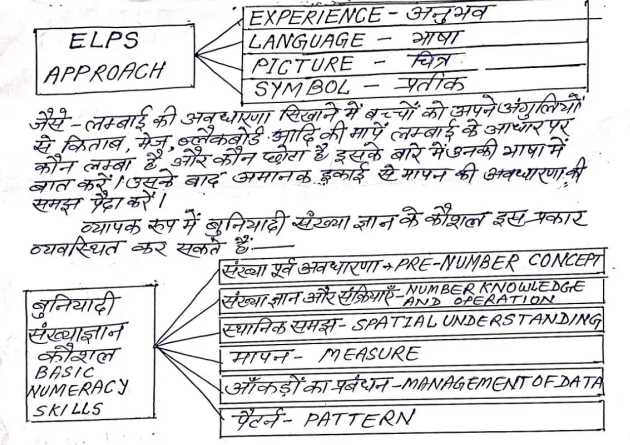 ELPS
APPROACH
EXPERIENCE - अनुभव
LANGUAGE - भाषा
PICTURE - चित्र
SYMBOL - प्रतीक
जैसे - लम्बाई की अवधारणा सिखाने में बच्चों को अपने अंगुलियों
से किताब, मेज, ब्लैकबोर्ड आदि की मापें लम्बाई के आधार पर
कौन लम्बा है और कौन छोटा है इसके बारे में उनकी भाषा में
बात करें। उसके बाद अमानक इकाई से मापन की अवधारणा की
समझ पैदा करें।
व्यापक रूप में बुनियादी संख्या ज्ञान के कौशल इस प्रकार
व्यवस्थित कर सकते हैं:—
बुनियादी
संख्याज्ञान
कौशल
BASIC
NUMERACY
SKILLS
संख्या पूर्व अवधारणा → PRE-NUMBER CONCEPT
संख्या ज्ञान और संक्रियाएँ - NUMBER KNOWLEDGE
AND OPERATION
स्थानिक समझ - SPATIAL UNDERSTANDING
मापन - MEASURE
आँकड़ों का प्रबंधन - MANAGEMENT OF DATA
पैटर्न - PATTERN